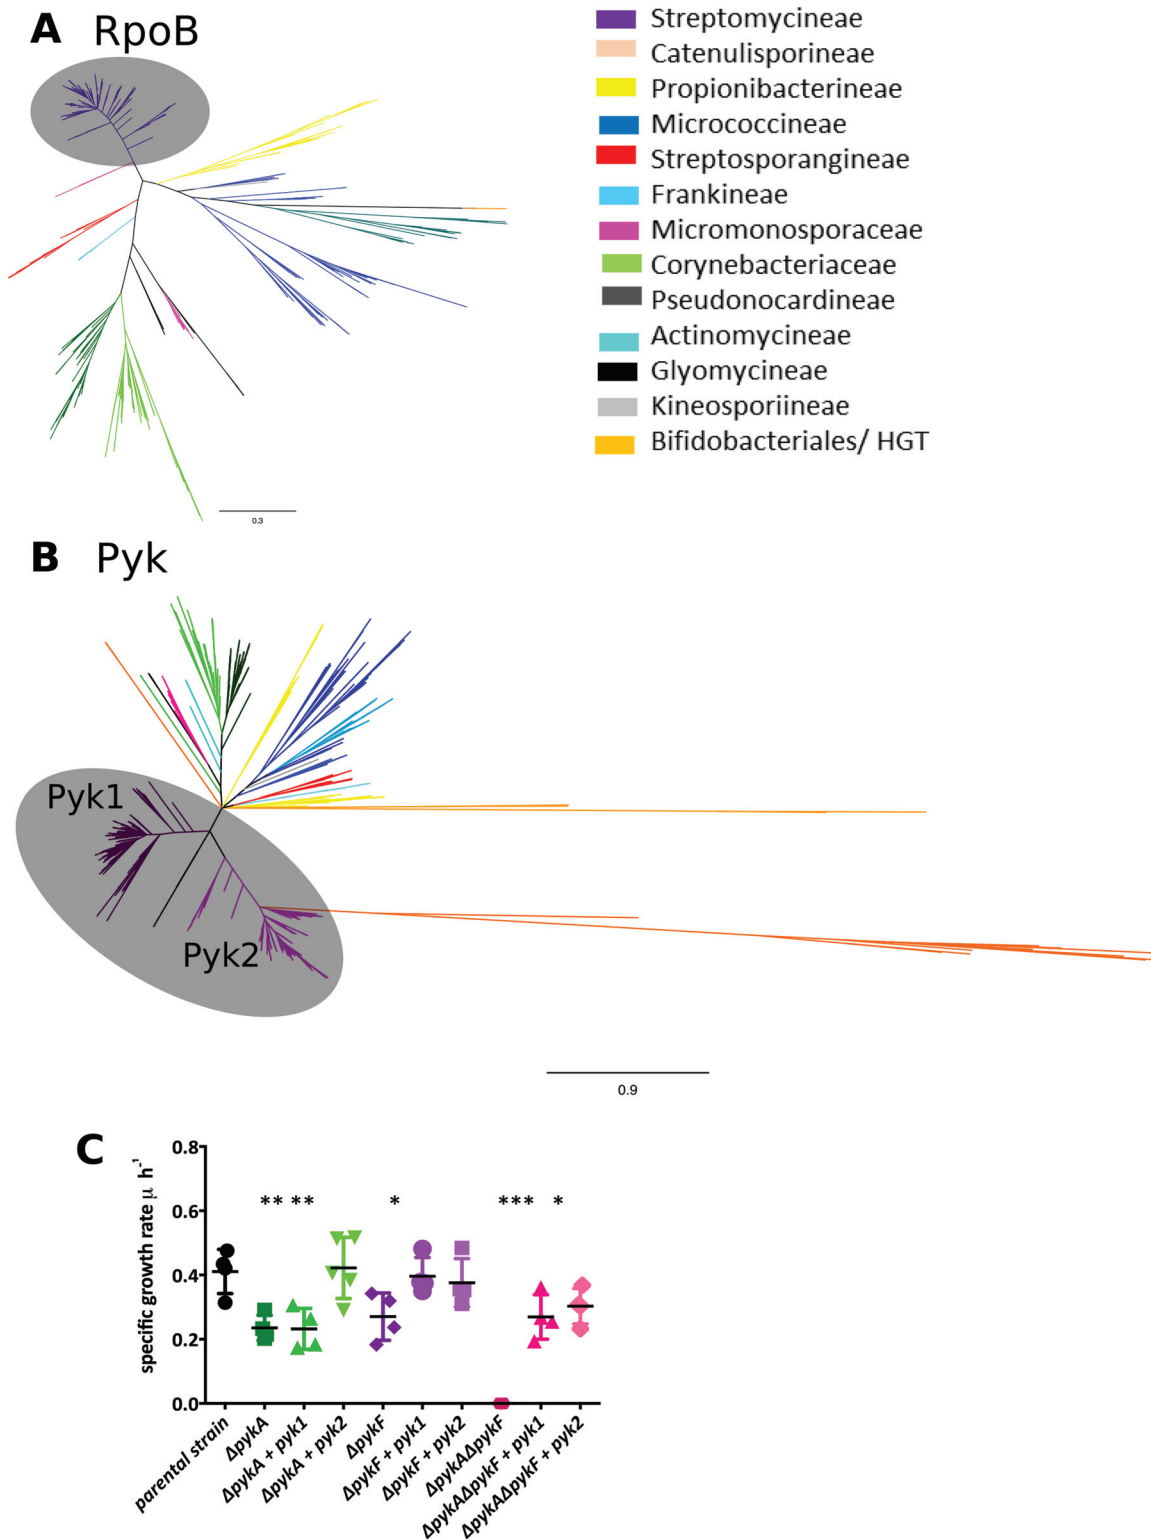 A RpoB
Streptomycineae
Catenulisporineae
Propionibacterineae
Micrococcineae
Streptosporangineae
Frankineae
Micromonosporaceae
Corynebacteriaceae
Pseudonocardineae
Actinomycineae
Glyomycineae
Kineosporiineae
Bifidobacteriales/ HGT
0.3
B Pyk
Pyk1
Pyk2
0.9
C
specific growth rate μ h-1
0.8
0.6
0.4
0.2
0.0
** ** * *** *
parental strain
ΔpykA
ΔpykA + pyk1
ΔpykA + pyk2
ΔpykF
ΔpykF + pyk1
ΔpykF + pyk2
ΔpykAΔpykF
ΔpykAΔpykF + pyk1
ΔpykAΔpykF + pyk2